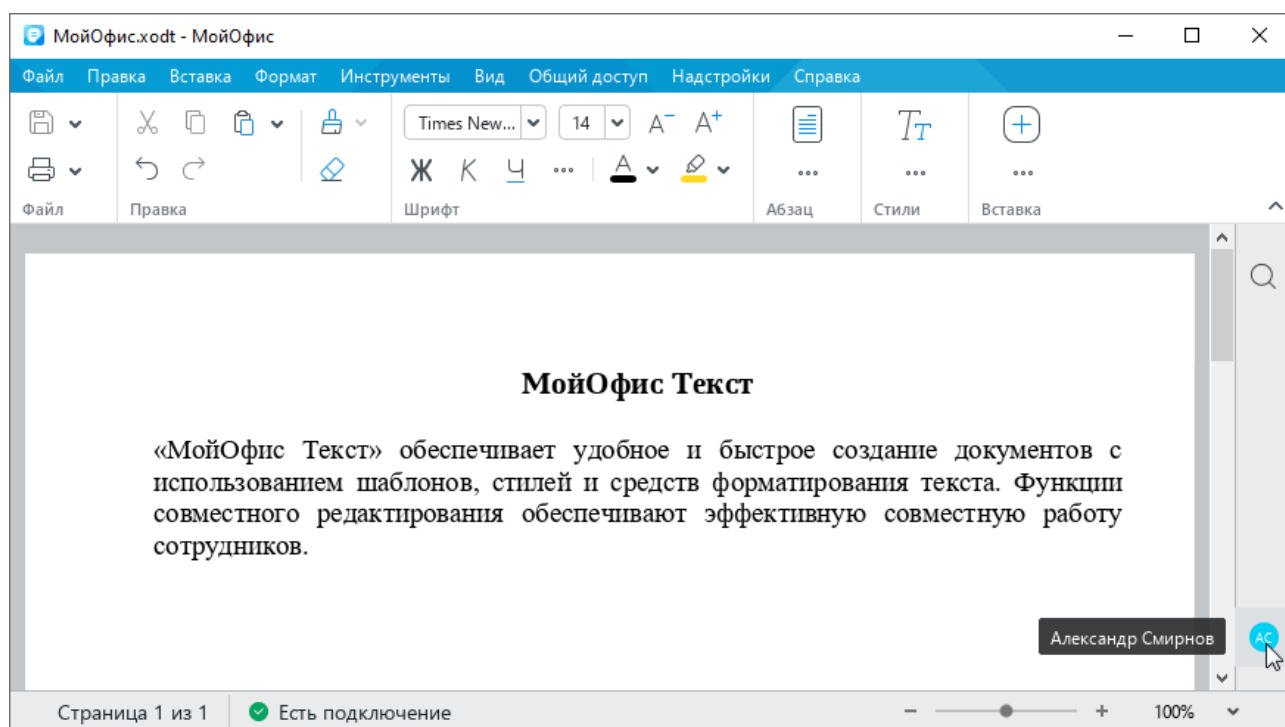 МойОфис.xodt - МойОфис
Файл Правка Вставка Формат Инструменты Вид Общий доступ Надстройки Справка
Times New... 14 A⁻ A⁺ Тт
Ж К Ч ... А
Файл Правка Шрифт Абзац Стили Вставка
МойОфис Текст
«МойОфис Текст» обеспечивает удобное и быстрое создание документов с
использованием шаблонов, стилей и средств форматирования текста. Функции
совместного редактирования обеспечивают эффективную совместную работу
сотрудников.
Александр Смирнов АС
Страница 1 из 1 Есть подключение 100%